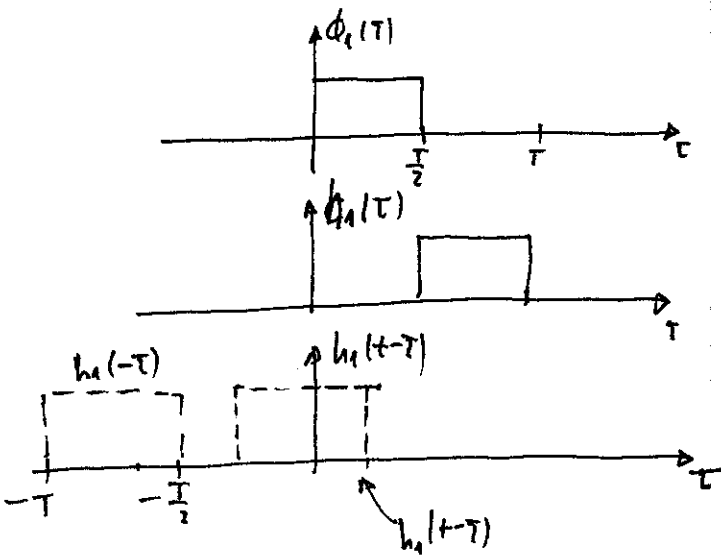 ϕ₁(τ)
T/2 T τ
h₁(τ)
τ
h₁(-τ) h₁(t-τ)
-T -T/2 τ
h₁(t-τ)